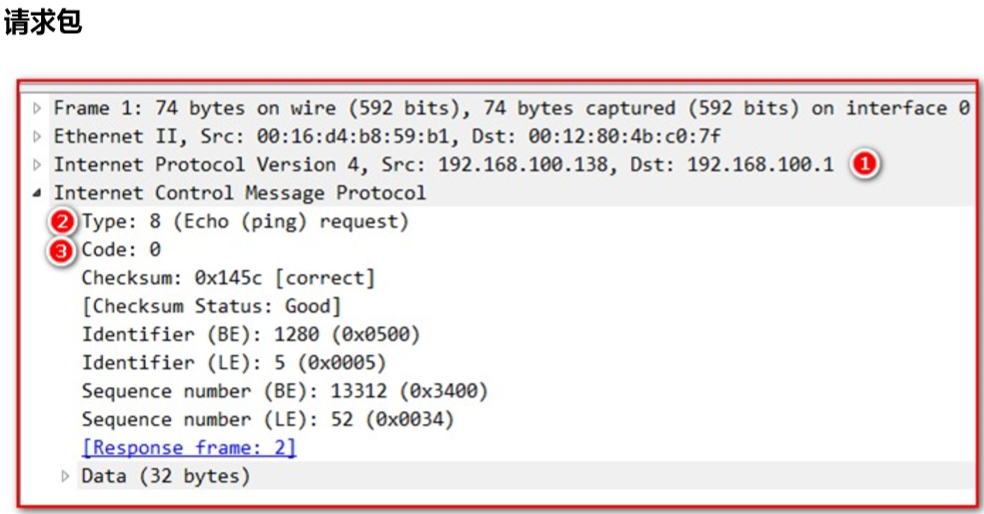 请求包
Frame 1: 74 bytes on wire (592 bits), 74 bytes captured (592 bits) on interface 0
Ethernet II, Src: 00:16:d4:b8:59:b1, Dst: 00:12:80:4b:c0:7f
Internet Protocol Version 4, Src: 192.168.100.138, Dst: 192.168.100.1 1
Internet Control Message Protocol
2 Type: 8 (Echo (ping) request)
3 Code: 0
Checksum: 0x145c [correct]
[Checksum Status: Good]
Identifier (BE): 1280 (0x0500)
Identifier (LE): 5 (0x0005)
Sequence number (BE): 13312 (0x3400)
Sequence number (LE): 52 (0x0034)
[Response frame: 2]
Data (32 bytes)